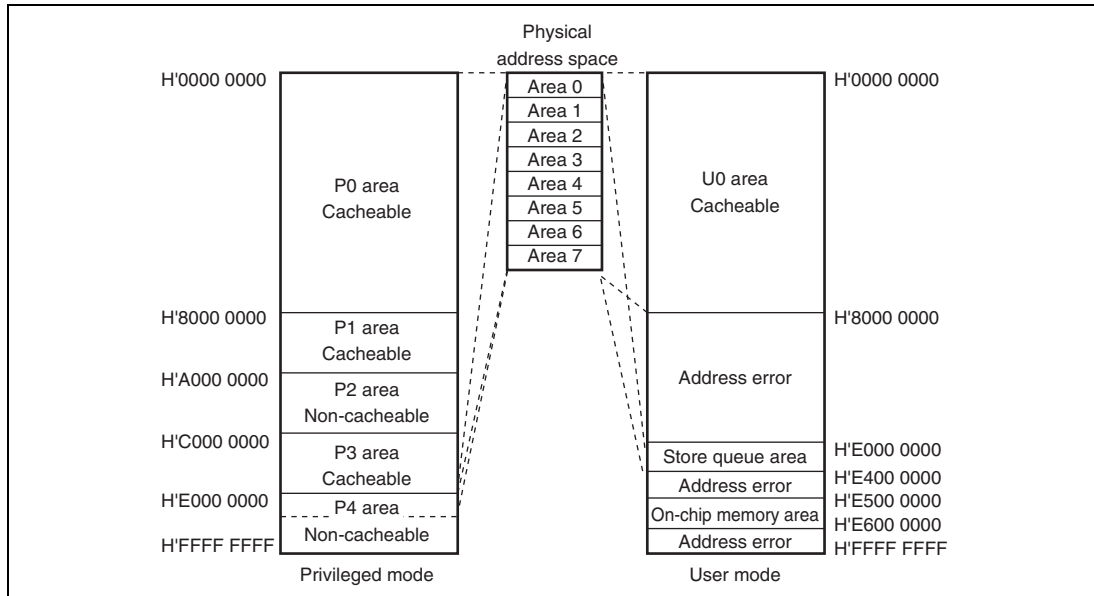 Physical
address space
H'0000 0000
P0 area
Cacheable
H'8000 0000
P1 area
Cacheable
H'A000 0000
P2 area
Non-cacheable
H'C000 0000
P3 area
Cacheable
H'E000 0000
P4 area
Non-cacheable
H'FFFF FFFF
Privileged mode
Area 0
Area 1
Area 2
Area 3
Area 4
Area 5
Area 6
Area 7
H'0000 0000
U0 area
Cacheable
H'8000 0000
Address error
H'E000 0000
Store queue area
H'E400 0000
Address error
H'E500 0000
On-chip memory area
H'E600 0000
Address error
H'FFFF FFFF
User mode